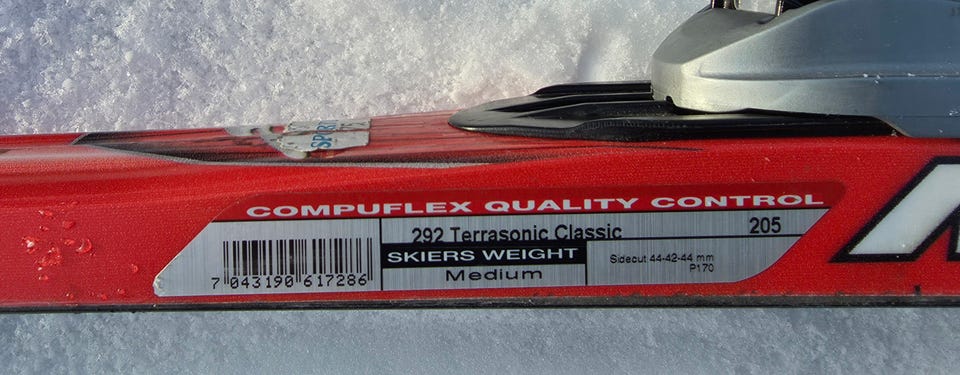 SPORT
COMPUFLEX QUALITY CONTROL
292 Terrasonic Classic 205
SKIERS WEIGHT
Medium
Sidecut 44-42-44 mm
P170
7 043190 617286